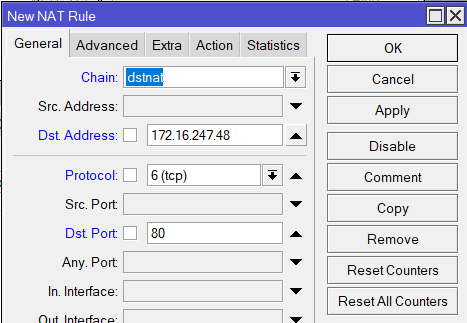 New NAT Rule
General Advanced Extra Action Statistics
Chain: dstnat
Src. Address:
Dst. Address: 172.16.247.48
Protocol: 6 (tcp)
Src. Port:
Dst. Port: 80
Any. Port:
In. Interface:
Out. Interface:
OK
Cancel
Apply
Disable
Comment
Copy
Remove
Reset Counters
Reset All Counters